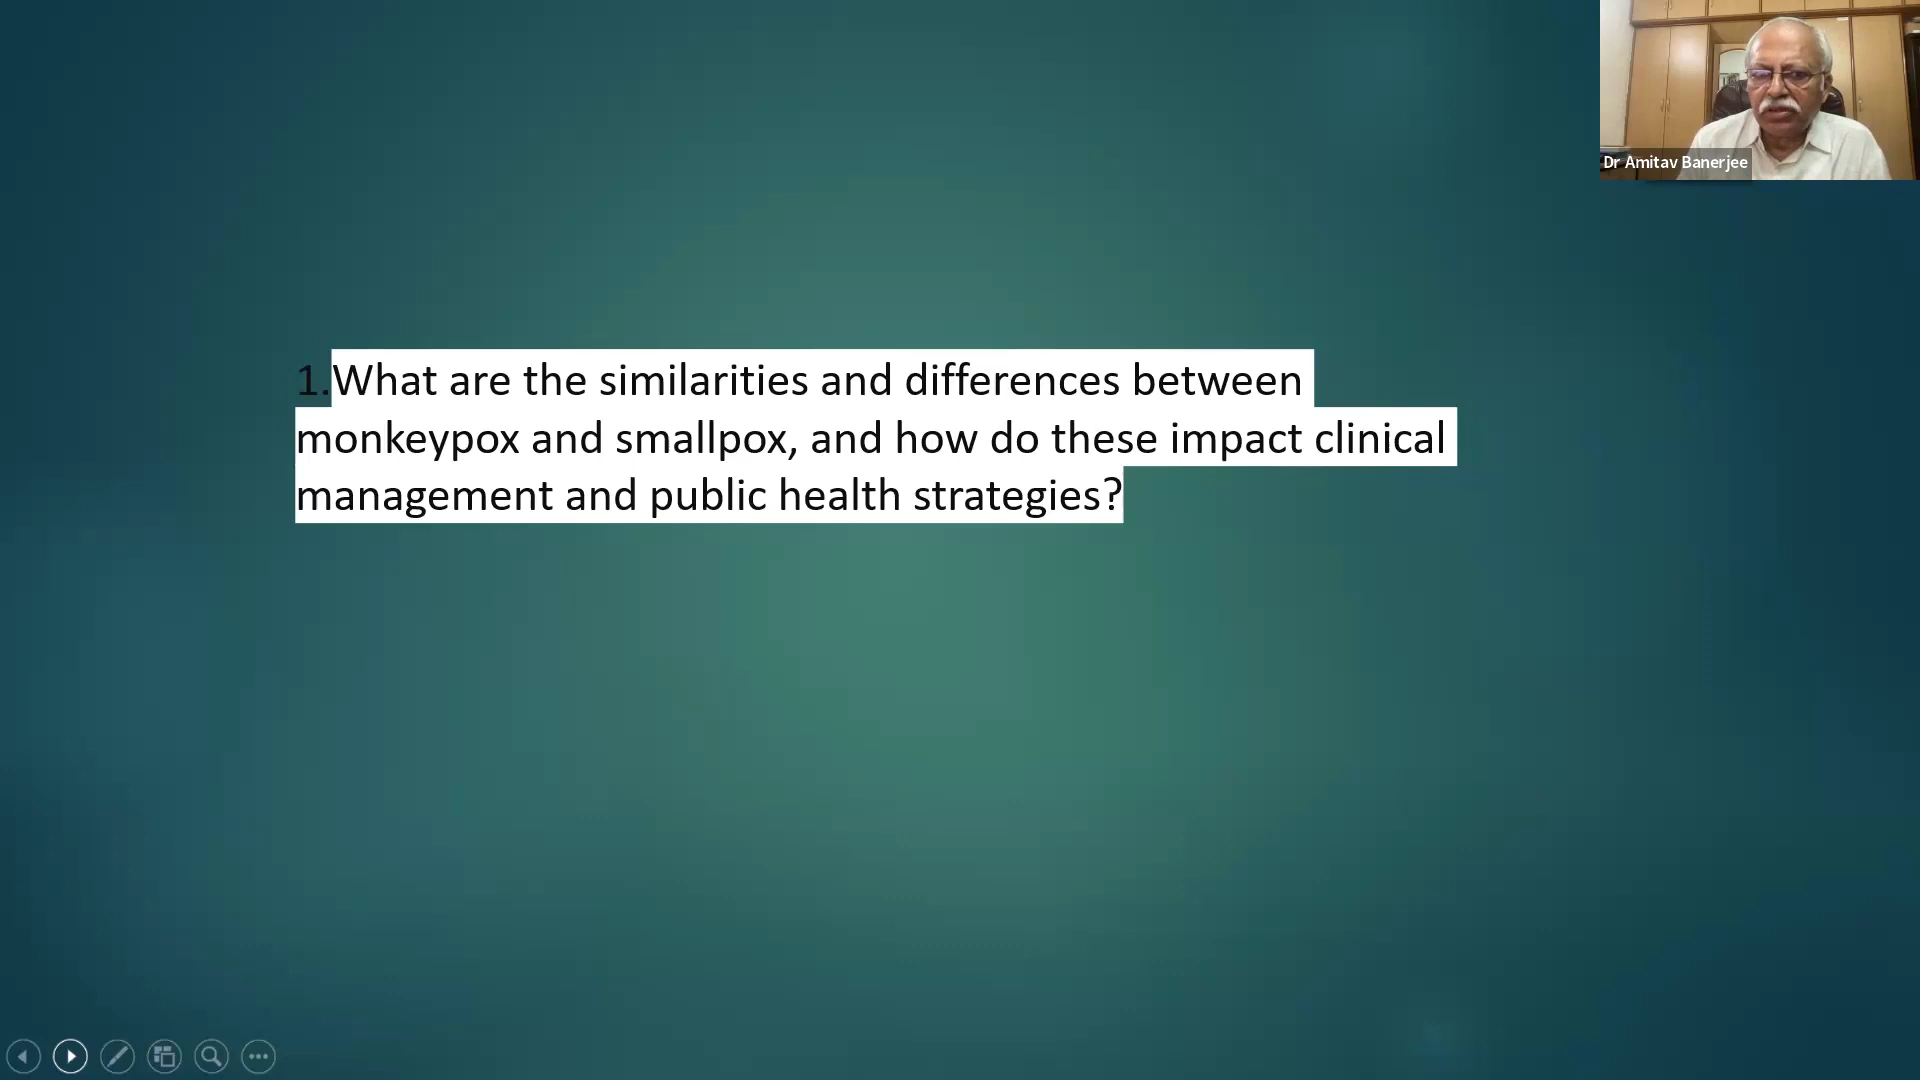 Dr Amitav Banerjee
1.What are the similarities and differences between
monkeypox and smallpox, and how do these impact clinical
management and public health strategies?